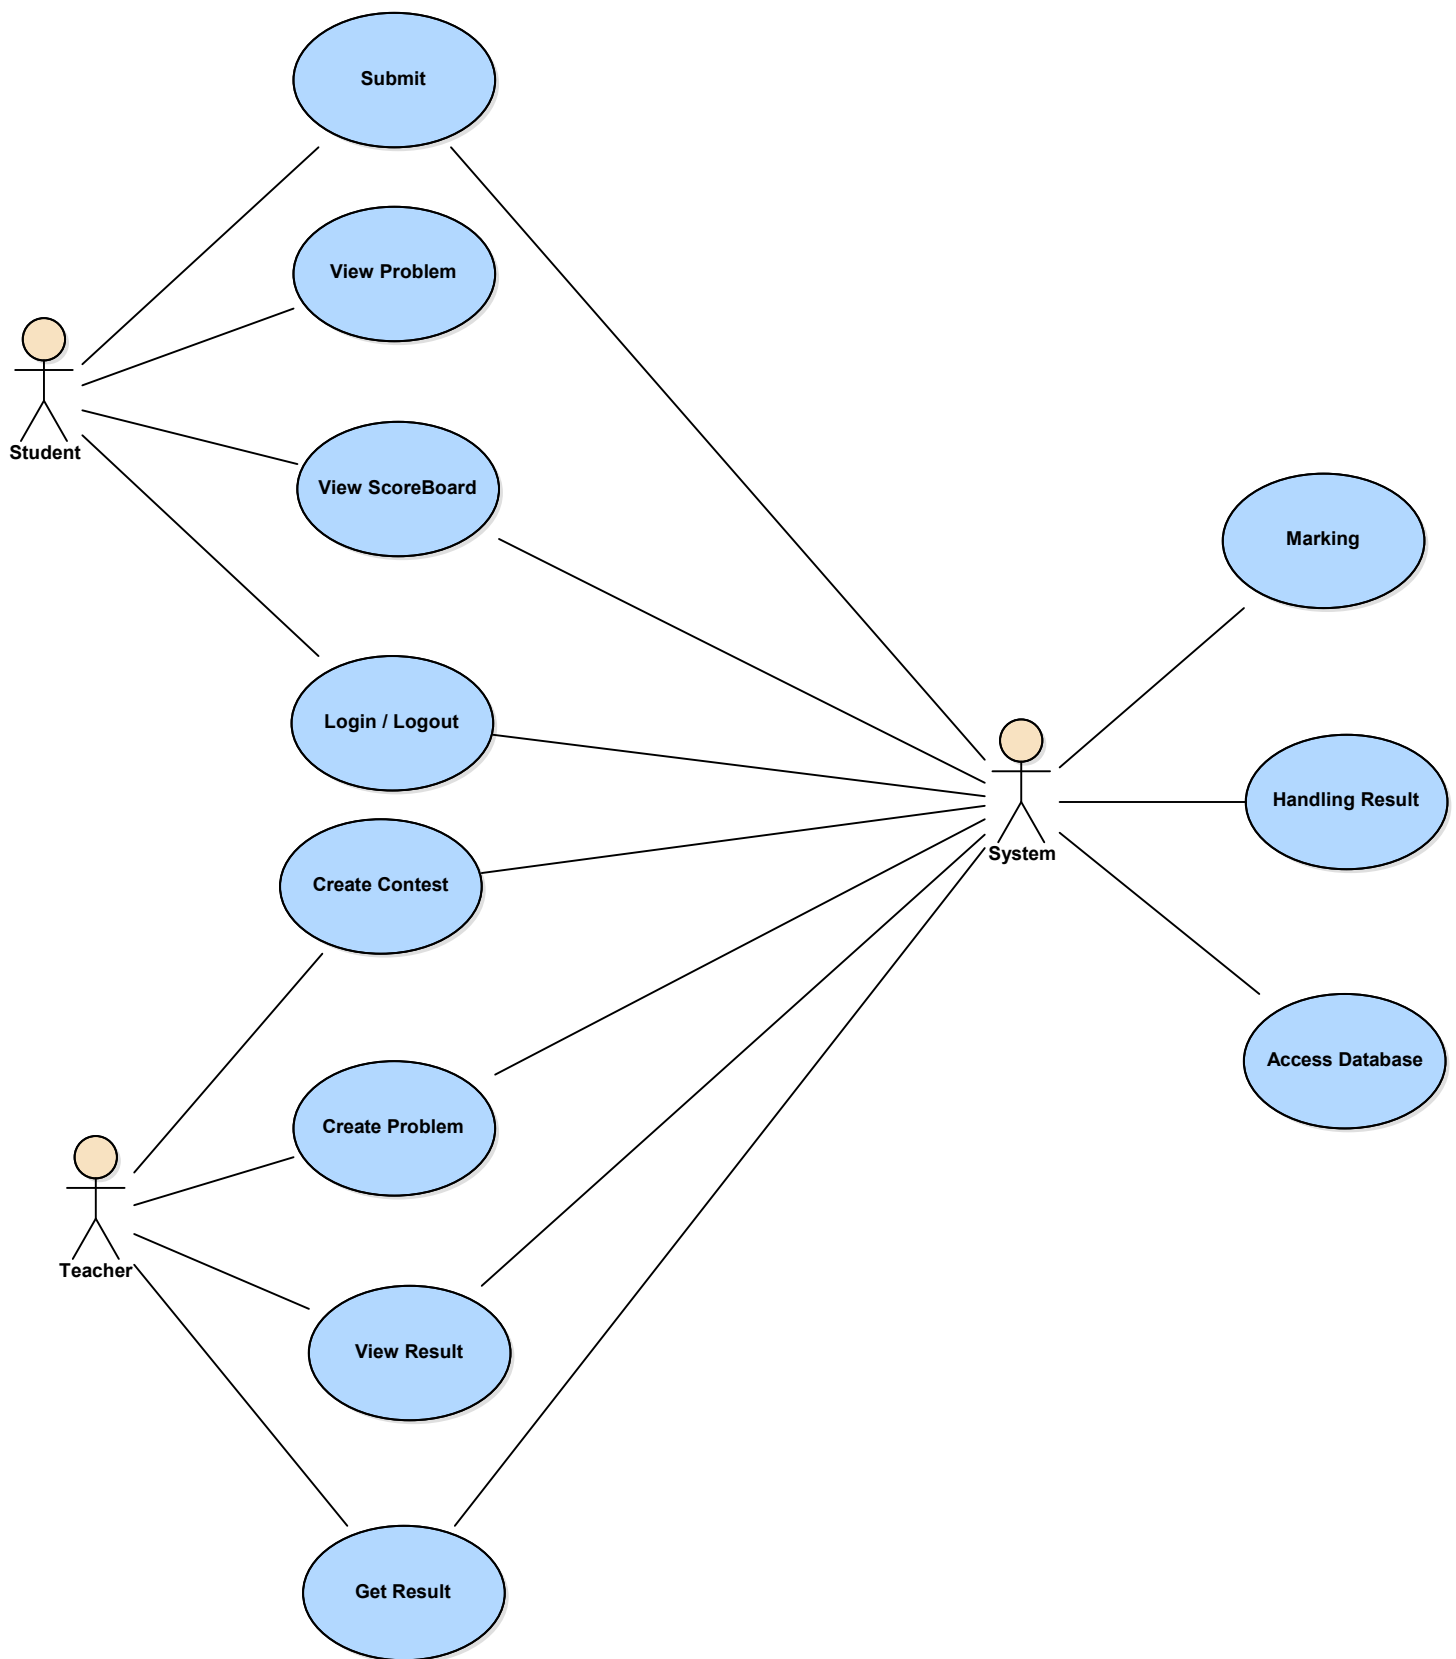 Submit
View Problem
Student
View ScoreBoard
Marking
Login / Logout
Handling Result
System
Create Contest
Access Database
Create Problem
Teacher
View Result
Get Result